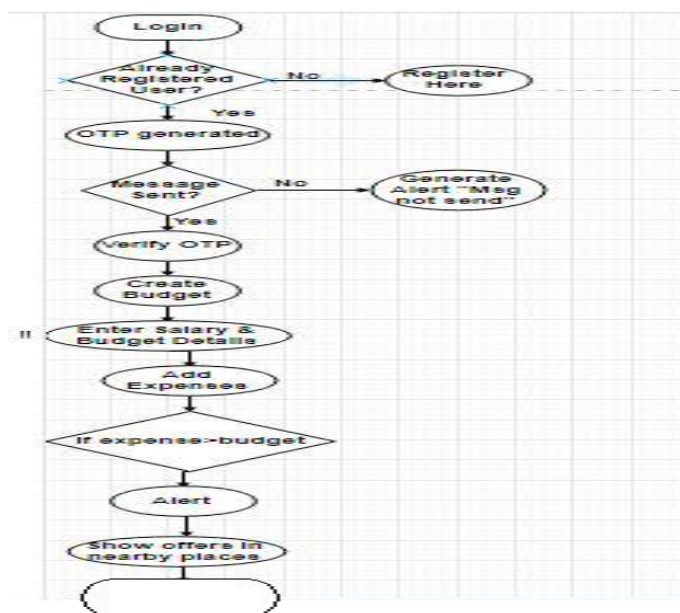 Login
Already
Registered
User?
No
Register
Here
Yes
OTP generated
Message
sent?
No
Generate
Alert "Msg
not send"
Yes
Verify OTP
Create
Budget
Enter Salary &
Budget Details
Add
Expenses
If expense>budget
Alert
Show offers in
nearby places